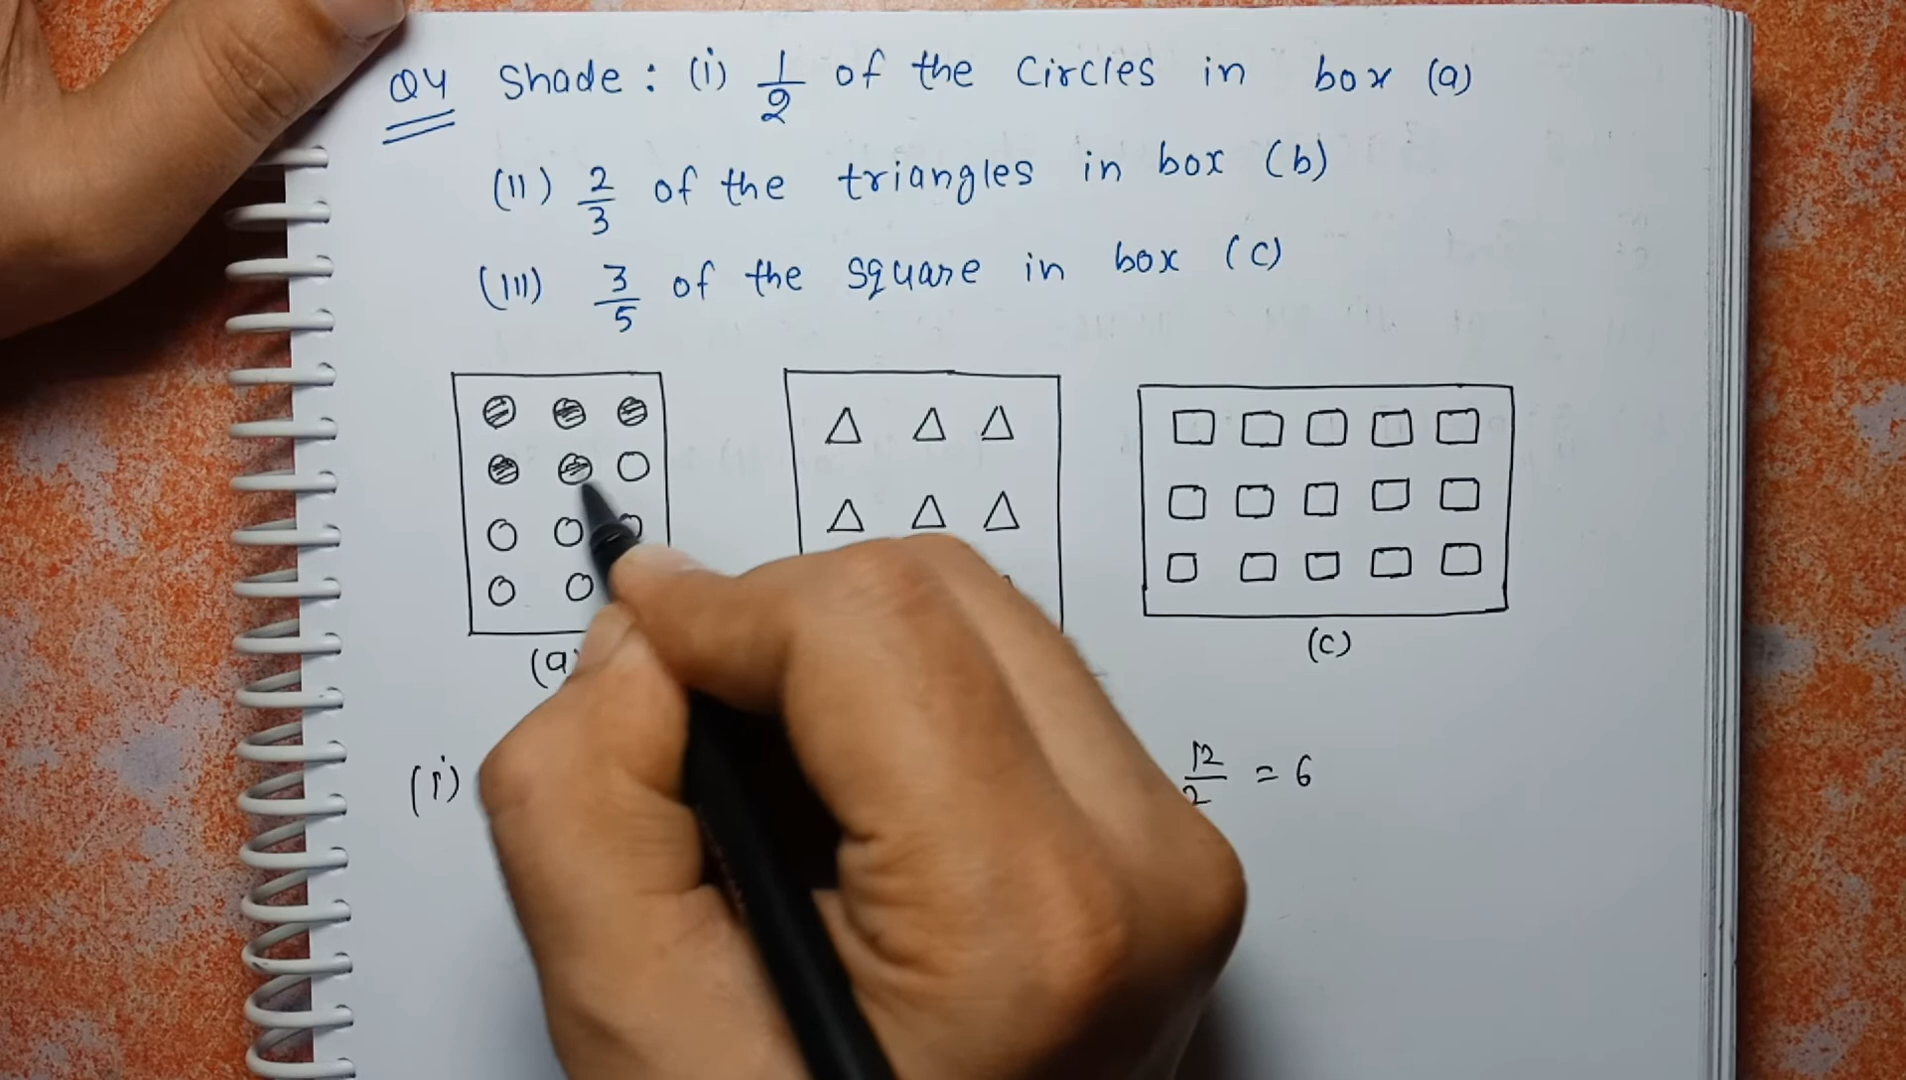 Q4 Shade : (i) 1/2 of the Circles in box (a)
(II) 2/3 of the triangles in box (b)
(III) 3/5 of the square in box (c)
(a
(c)
(i) 12/2 = 6